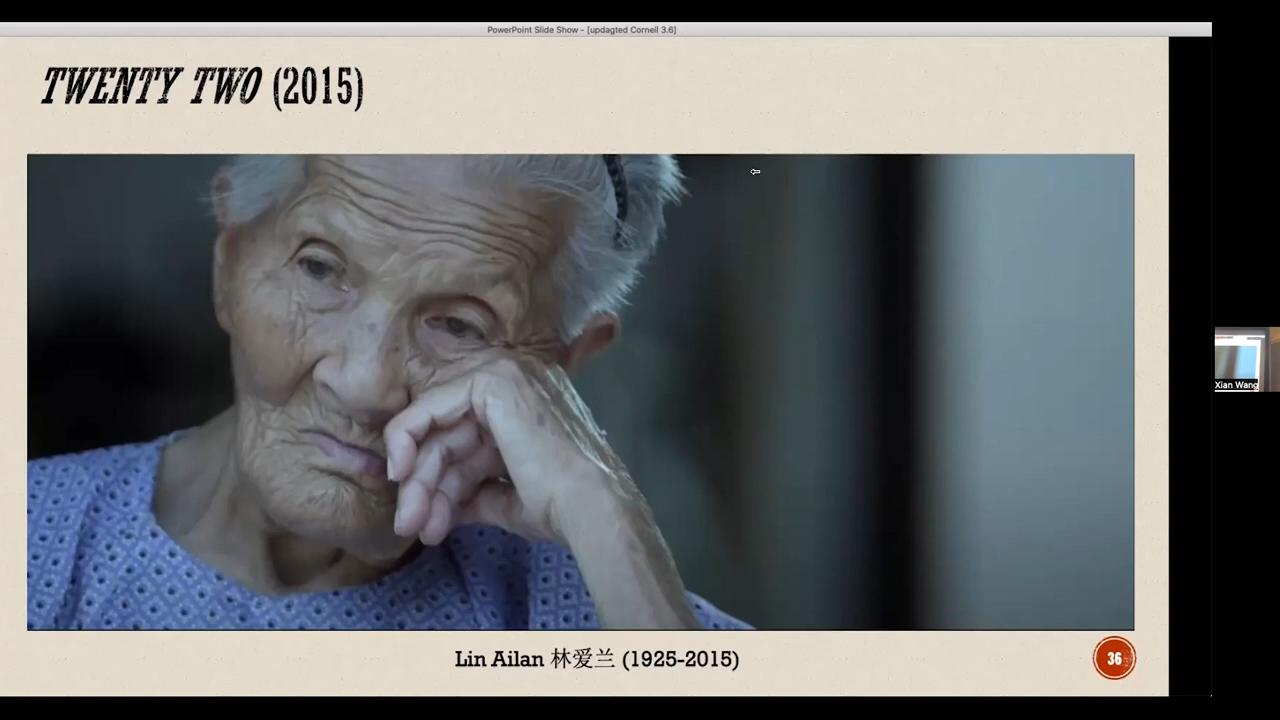 PowerPoint Slide Show - [updagted Cornell 3.6]
TWENTY TWO (2015)
Xian Wang
Lin Ailan 林爱兰 (1925-2015)
36